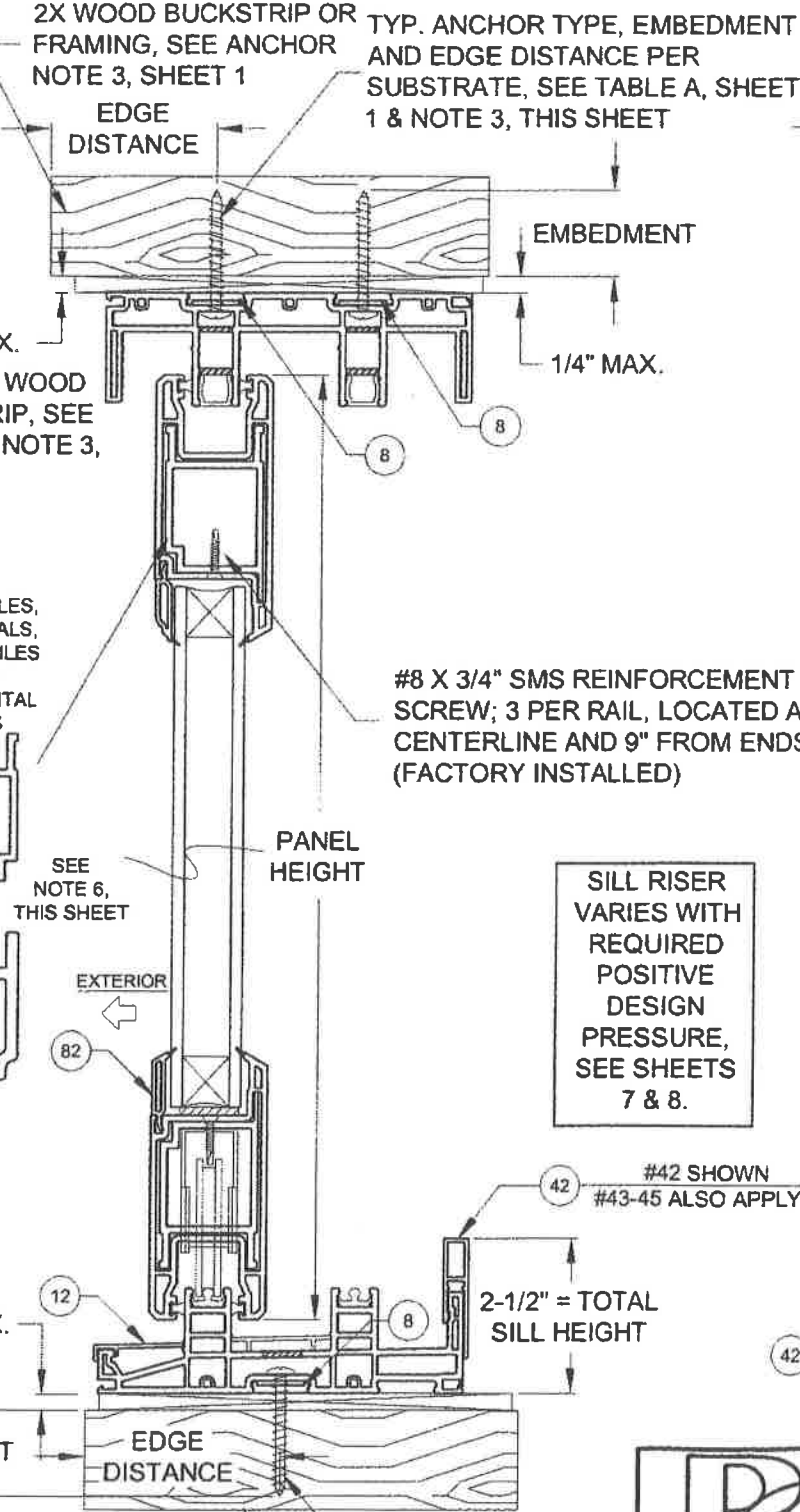 2X WOOD BUCKSTRIP OR
FRAMING, SEE ANCHOR
NOTE 3, SHEET 1
TYP. ANCHOR TYPE, EMBEDMENT
AND EDGE DISTANCE PER
SUBSTRATE, SEE TABLE A, SHEET
1 & NOTE 3, THIS SHEET
EDGE
DISTANCE
EMBEDMENT
1/4" MAX.
X.
WOOD
RIP, SEE
NOTE 3,
8
8
LES,
ALS,
ILES
ITAL
S
#8 X 3/4" SMS REINFORCEMENT
SCREW; 3 PER RAIL, LOCATED A
CENTERLINE AND 9" FROM ENDS
(FACTORY INSTALLED)
PANEL
HEIGHT
SEE
NOTE 6,
THIS SHEET
SILL RISER
VARIES WITH
REQUIRED
POSITIVE
DESIGN
PRESSURE,
SEE SHEETS
7 & 8.
EXTERIOR
82
42
#42 SHOWN
#43-45 ALSO APPLY
12
8
2-1/2" = TOTAL
SILL HEIGHT
X.
42
T
EDGE
DISTANCE